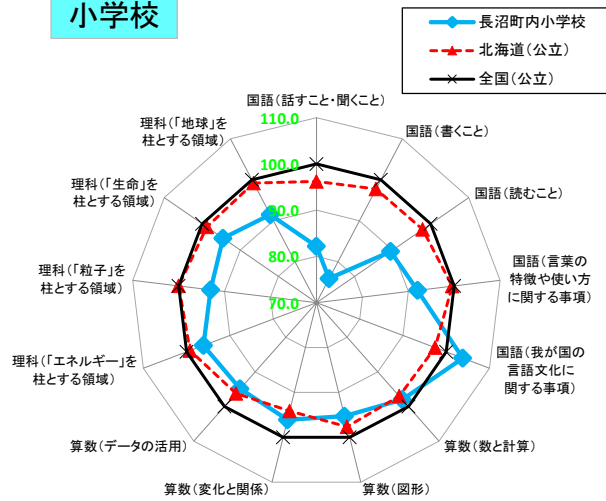 小学校
長沼町内小学校
北海道(公立)
全国(公立)
国語(話すこと・聞くこと)
国語(書くこと)
国語(読むこと)
国語(言葉の
特徴や使い方
に関する事項)
国語(我が国の
言語文化に
関する事項)
算数(数と計算)
算数(図形)
算数(変化と関係)
算数(データの活用)
理科(「エネルギー」を
柱とする領域)
理科(「粒子」を
柱とする領域)
理科(「生命」を
柱とする領域)
理科(「地球」を
柱とする領域)
110.0
100.0
90.0
80.0
70.0